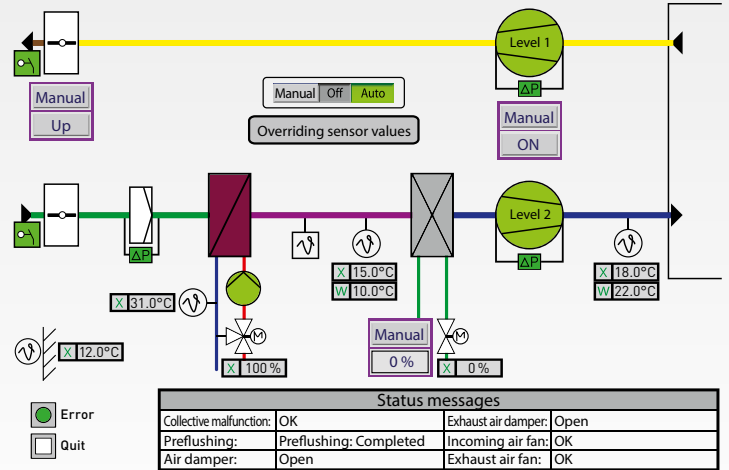 Level 1
Manual
Up
Manual Off Auto
ΔP
Overriding sensor values
Manual
ON
Level 2
ΔP
ΔP
X 15.0°C
W 10.0°C
X 18.0°C
W 22.0°C
X 31.0°C
M
M
Manual
0 %
X 12.0°C
X 100 %
X 0 %
Error
Quit
Status messages
Collective malfunction: OK Exhaust air damper: Open
Preflushing: Preflushing: Completed Incoming air fan: OK
Air damper: Open Exhaust air fan: OK